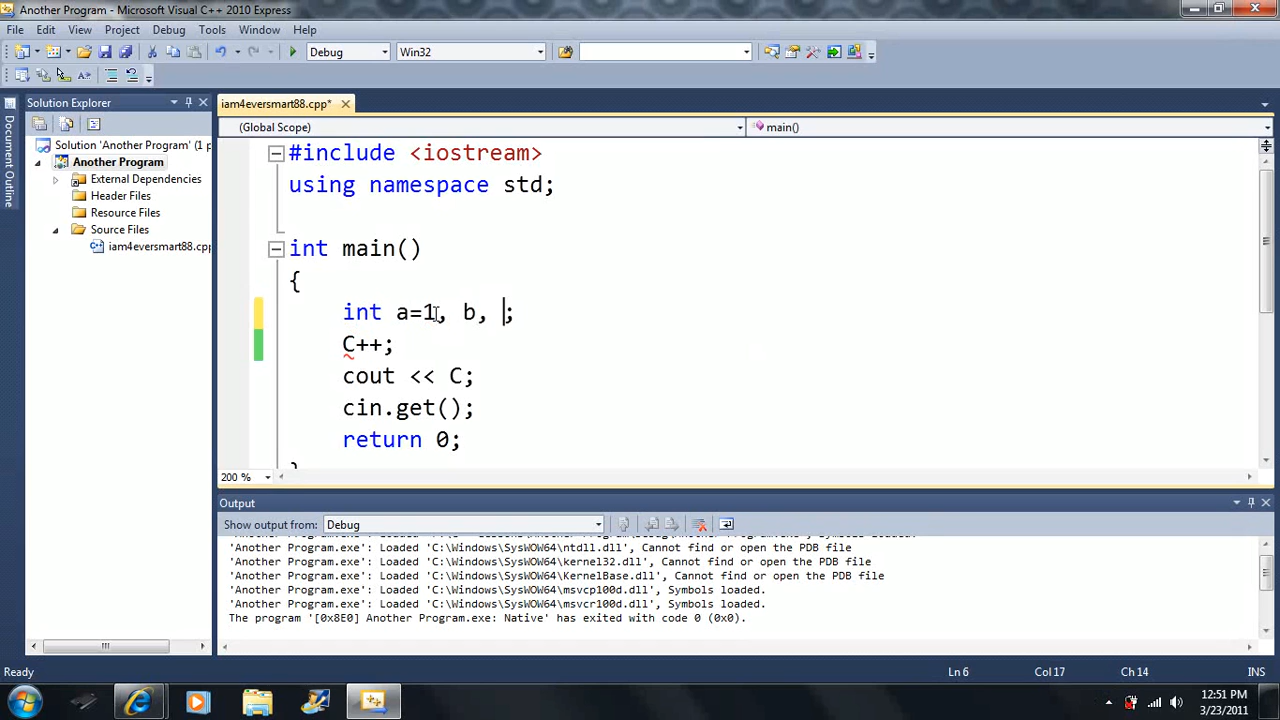 Another Program - Microsoft Visual C++ 2010 Express
File Edit View Project Debug Tools Window Help
Debug Win32
Solution Explorer
iam4eversmart88.cpp*
Document Outline
(Global Scope) main()
Solution 'Another Program' (1 p
Another Program
External Dependencies
Header Files
Resource Files
Source Files
iam4eversmart88.cpp
#include <iostream>
using namespace std;
int main()
{
int a=1, b, ;
C++;
cout << C;
cin.get();
return 0;
}
200 %
Output
Show output from: Debug
'Another Program.exe': Loaded 'C:\Windows\SysWOW64\ntdll.dll', Cannot find or open the PDB file
'Another Program.exe': Loaded 'C:\Windows\SysWOW64\kernel32.dll', Cannot find or open the PDB file
'Another Program.exe': Loaded 'C:\Windows\SysWOW64\KernelBase.dll', Cannot find or open the PDB file
'Another Program.exe': Loaded 'C:\Windows\SysWOW64\msvcp100d.dll', Symbols loaded.
'Another Program.exe': Loaded 'C:\Windows\SysWOW64\msvcr100d.dll', Symbols loaded.
The program '[0x8E0] Another Program.exe: Native' has exited with code 0 (0x0).
Ready Ln 6 Col 17 Ch 14 INS
12:51 PM
3/23/2011